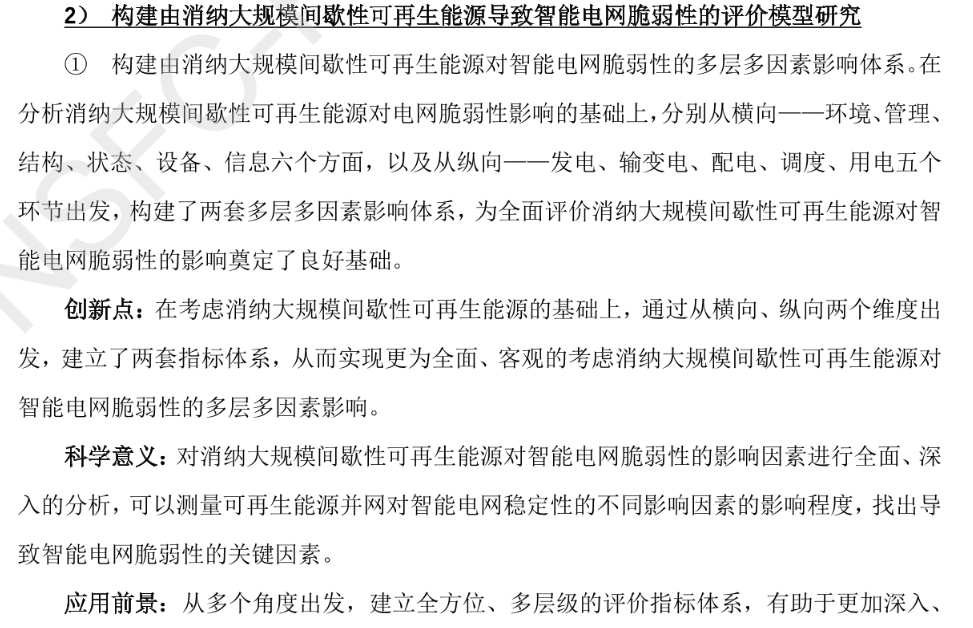 2） 构建由消纳大规模间歇性可再生能源导致智能电网脆弱性的评价模型研究
① 构建由消纳大规模间歇性可再生能源对智能电网脆弱性的多层多因素影响体系。在
分析消纳大规模间歇性可再生能源对电网脆弱性影响的基础上，分别从横向——环境、管理、
结构、状态、设备、信息六个方面，以及从纵向——发电、输变电、配电、调度、用电五个
环节出发，构建了两套多层多因素影响体系，为全面评价消纳大规模间歇性可再生能源对智
能电网脆弱性的影响奠定了良好基础。
创新点：在考虑消纳大规模间歇性可再生能源的基础上，通过从横向、纵向两个维度出
发，建立了两套指标体系，从而实现更为全面、客观的考虑消纳大规模间歇性可再生能源对
智能电网脆弱性的多层多因素影响。
科学意义：对消纳大规模间歇性可再生能源对智能电网脆弱性的影响因素进行全面、深
入的分析，可以测量可再生能源并网对智能电网稳定性的不同影响因素的影响程度，找出导
致智能电网脆弱性的关键因素。
应用前景：从多个角度出发，建立全方位、多层级的评价指标体系，有助于更加深入、
NSFC-